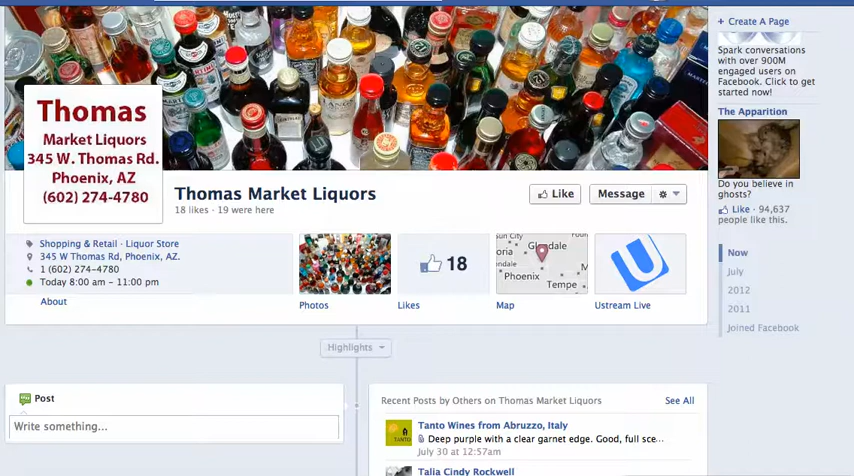 Thomas
Market Liquors
345 W. Thomas Rd.
Phoenix, AZ
(602) 274-4780
Thomas Market Liquors
18 likes · 19 were here
Like
Message
Shopping & Retail · Liquor Store
345 W Thomas Rd, Phoenix, AZ.
1 (602) 274-4780
Today 8:00 am - 11:00 pm
About
Photos
18
Likes
Sun City
Glendale
Phoenix
Tempe
Map
Ustream Live
Highlights
Post
Write something...
Recent Posts by Others on Thomas Market Liquors
See All
Tanto Wines from Abruzzo, Italy
Deep purple with a clear garnet edge. Good, full sce...
July 30 at 12:57am
TANTO
Talia Cindy Rockwell
+ Create A Page
Spark conversations
with over 900M
engaged users on
Facebook. Click to get
started now!
The Apparition
Do you believe in
ghosts?
Like · 94,637
people like this.
Now
July
2012
2011
Joined Facebook